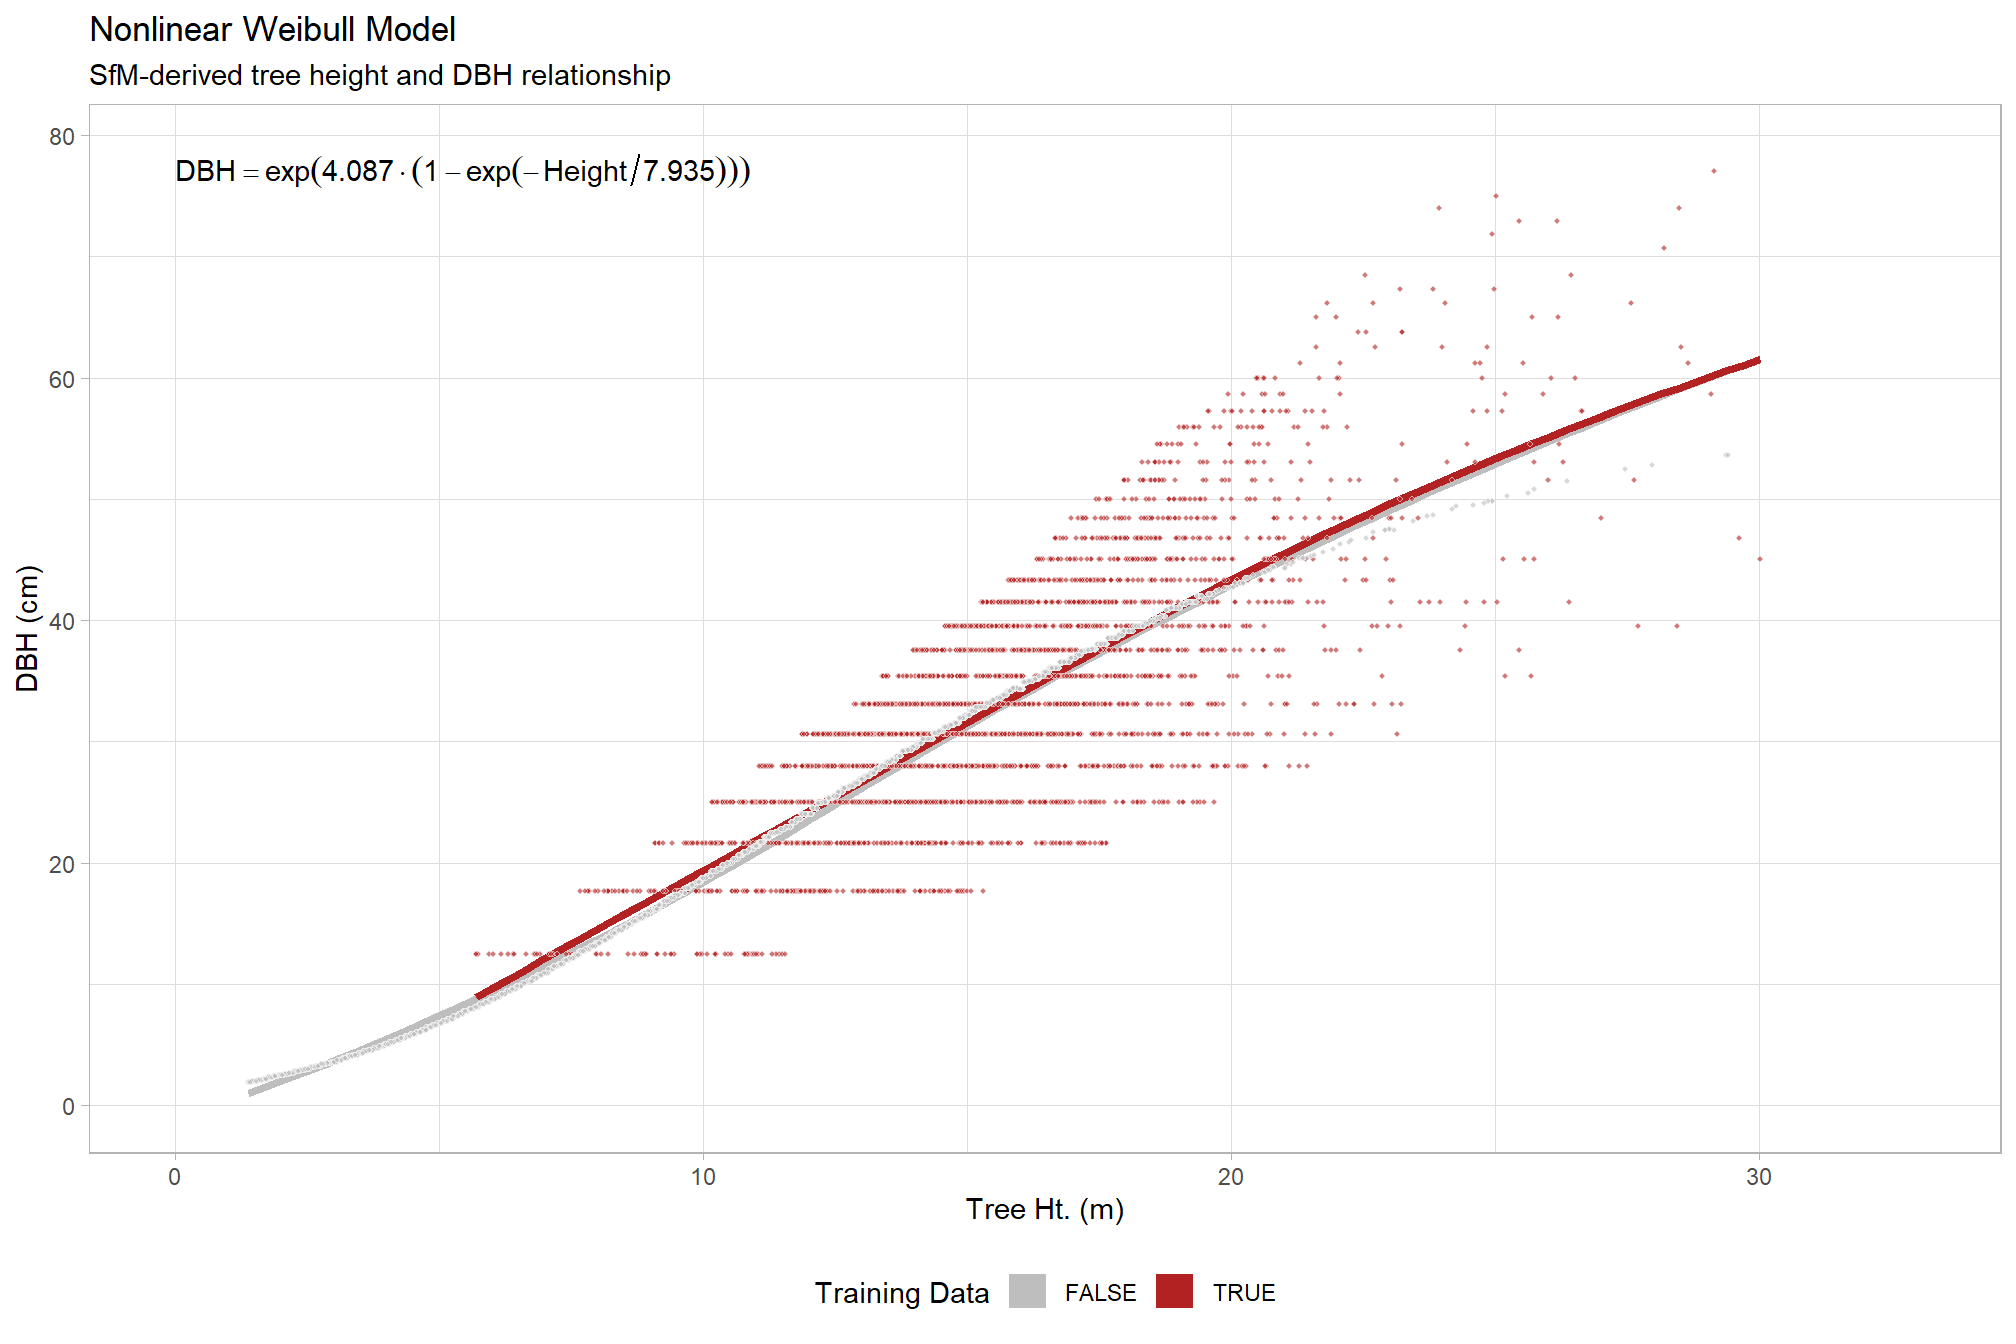 Nonlinear Weibull Model
SfM-derived tree height and DBH relationship
DBH = exp(4.087 · (1 − exp(− Height/7.935)))
80
60
40
20
0
DBH (cm)
0 10 20 30
Tree Ht. (m)
Training Data FALSE TRUE